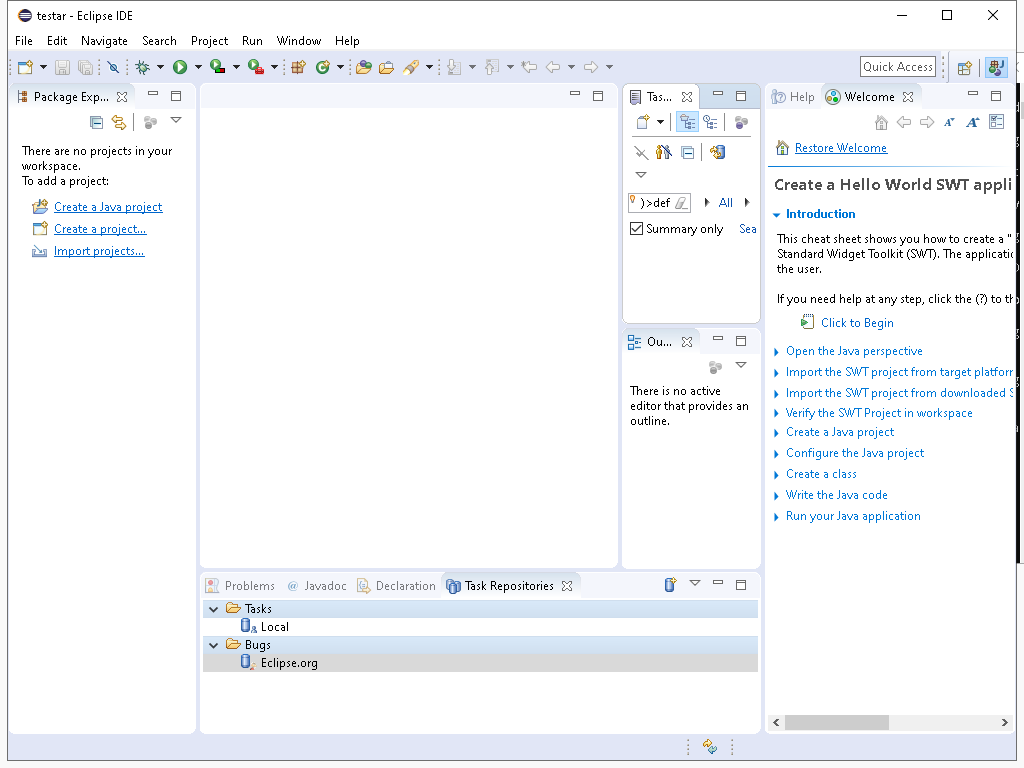 testar - Eclipse IDE
File Edit Navigate Search Project Run Window Help
Quick Access
Package Exp...
There are no projects in your
workspace.
To add a project:
Create a Java project
Create a project...
Import projects...
Tas...
)>def
All
Summary only
Sea
Ou...
There is no active
editor that provides an
outline.
Help
Welcome
Restore Welcome
Create a Hello World SWT appli
Introduction
This cheat sheet shows you how to create a "
Standard Widget Toolkit (SWT). The applicatio
the user.
If you need help at any step, click the (?) to th
Click to Begin
Open the Java perspective
Import the SWT project from target platforr
Import the SWT project from downloaded S
Verify the SWT Project in workspace
Create a Java project
Configure the Java project
Create a class
Write the Java code
Run your Java application
Problems @ Javadoc Declaration Task Repositories
Tasks
Local
Bugs
Eclipse.org